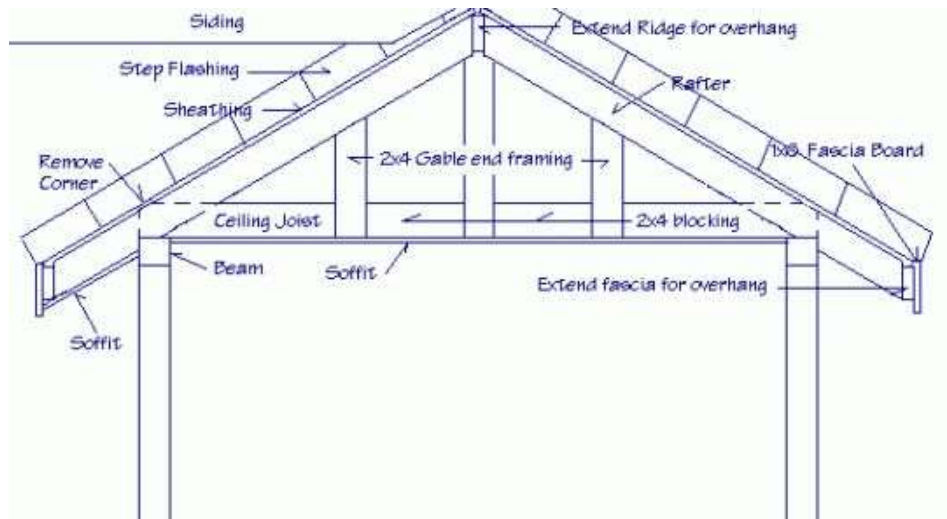 Siding
Extend Ridge for overhang
Step Flashing
Rafter
Sheathing
Remove
Corner
2x4 Gable end framing
1x8 Fascia Board
Ceiling Joist
2x4 blocking
Beam
Soffit
Extend fascia for overhang
Soffit